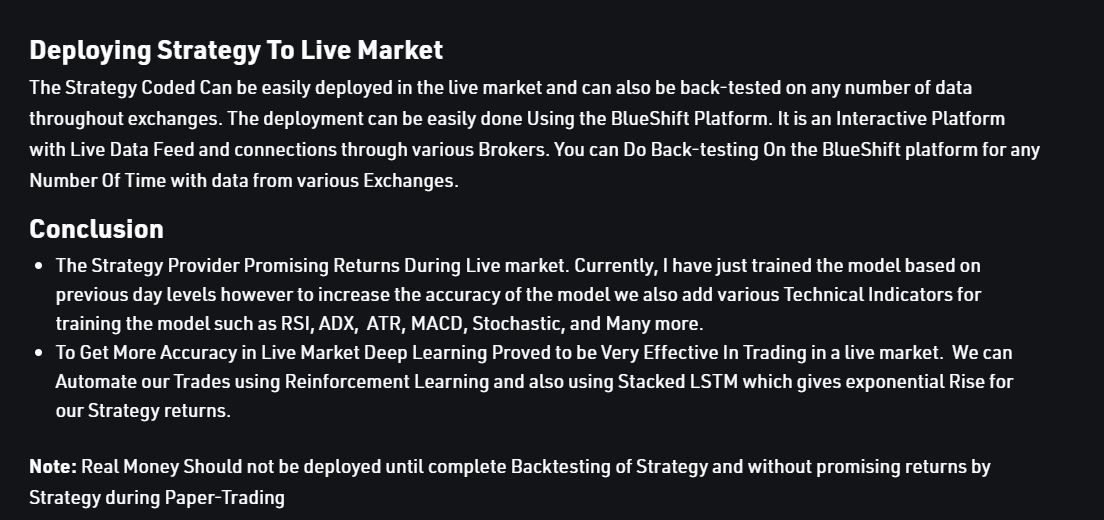 Deploying Strategy To Live Market
The Strategy Coded Can be easily deployed in the live market and can also be back-tested on any number of data
throughout exchanges. The deployment can be easily done Using the BlueShift Platform. It is an Interactive Platform
with Live Data Feed and connections through various Brokers. You can Do Back-testing On the BlueShift platform for any
Number Of Time with data from various Exchanges.
Conclusion
• The Strategy Provider Promising Returns During Live market. Currently, I have just trained the model based on
previous day levels however to increase the accuracy of the model we also add various Technical Indicators for
training the model such as RSI, ADX,  ATR, MACD, Stochastic, and Many more.
• To Get More Accuracy in Live Market Deep Learning Proved to be Very Effective In Trading in a live market.  We can
Automate our Trades using Reinforcement Learning and also using Stacked LSTM which gives exponential Rise for
our Strategy returns.
Note: Real Money Should not be deployed until complete Backtesting of Strategy and without promising returns by
Strategy during Paper-Trading